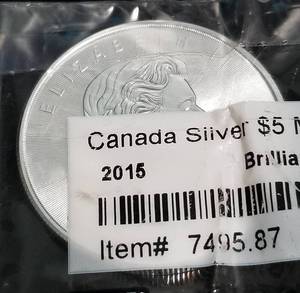 ELIZAB
Canada Silver $5 M
2015 Brillia
Item# 7495.87